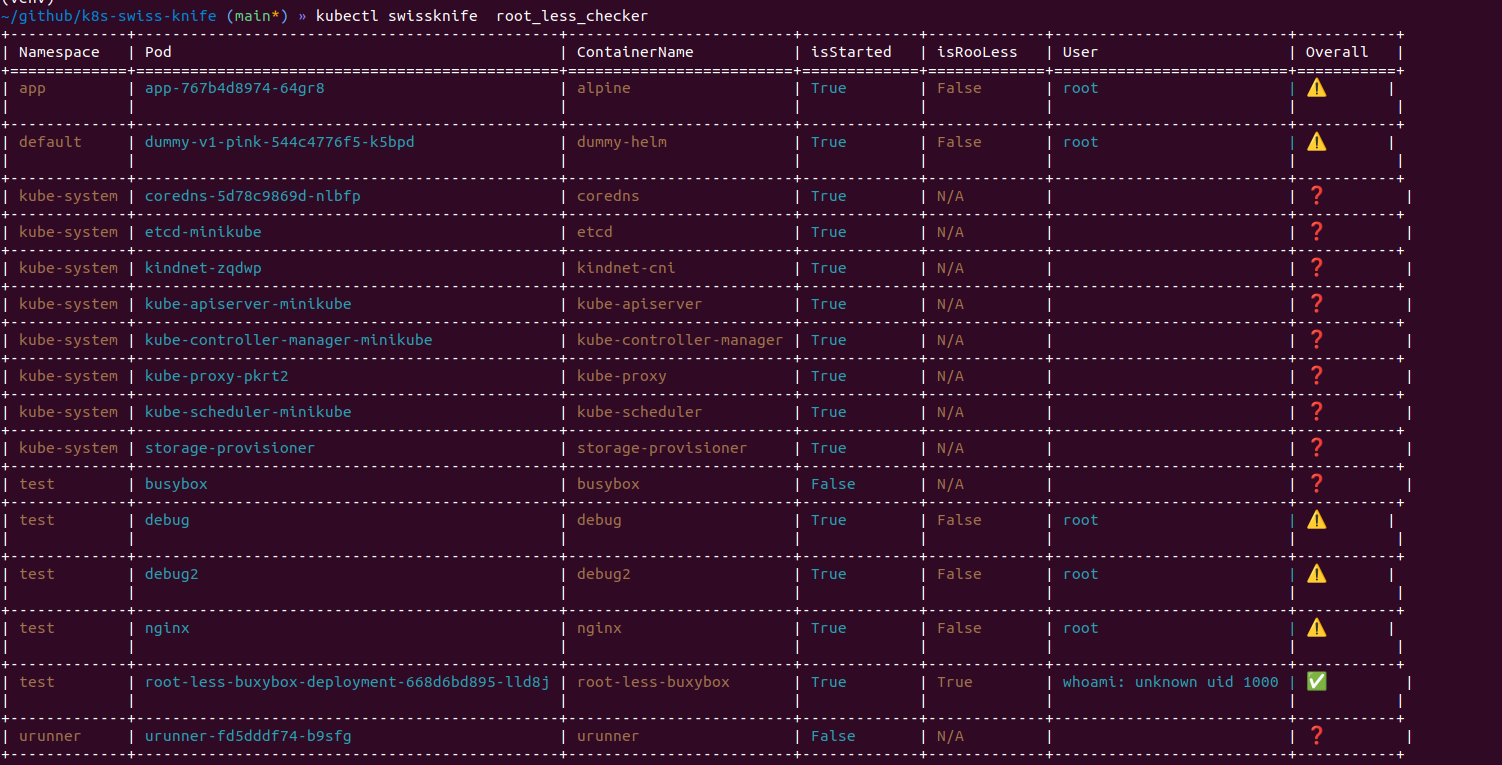 (venv)
~/github/k8s-swiss-knife (main*) » kubectl swissknife  root_less_checker
+-------------+-----------------------------------------------+-------------------------+-------------+-------------+--------------------------+-----------+
| Namespace   | Pod                                           | ContainerName           | isStarted   | isRooLess   | User                     | Overall   |
+=============+===============================================+=========================+=============+=============+==========================+===========+
| app         | app-767b4d8974-64gr8                          | alpine                  | True        | False       | root                     | ⚠️       |
|             |                                               |                         |             |             |                          |           |
+-------------+-----------------------------------------------+-------------------------+-------------+-------------+--------------------------+-----------+
| default     | dummy-v1-pink-544c4776f5-k5bpd                | dummy-helm              | True        | False       | root                     | ⚠️       |
|             |                                               |                         |             |             |                          |           |
+-------------+-----------------------------------------------+-------------------------+-------------+-------------+--------------------------+-----------+
| kube-system | coredns-5d78c9869d-nlbfp                      | coredns                 | True        | N/A         |                          | ❓         |
+-------------+-----------------------------------------------+-------------------------+-------------+-------------+--------------------------+-----------+
| kube-system | etcd-minikube                                 | etcd                    | True        | N/A         |                          | ❓         |
+-------------+-----------------------------------------------+-------------------------+-------------+-------------+--------------------------+-----------+
| kube-system | kindnet-zqdwp                                 | kindnet-cni             | True        | N/A         |                          | ❓         |
+-------------+-----------------------------------------------+-------------------------+-------------+-------------+--------------------------+-----------+
| kube-system | kube-apiserver-minikube                       | kube-apiserver          | True        | N/A         |                          | ❓         |
+-------------+-----------------------------------------------+-------------------------+-------------+-------------+--------------------------+-----------+
| kube-system | kube-controller-manager-minikube              | kube-controller-manager | True        | N/A         |                          | ❓         |
+-------------+-----------------------------------------------+-------------------------+-------------+-------------+--------------------------+-----------+
| kube-system | kube-proxy-pkrt2                              | kube-proxy              | True        | N/A         |                          | ❓         |
+-------------+-----------------------------------------------+-------------------------+-------------+-------------+--------------------------+-----------+
| kube-system | kube-scheduler-minikube                       | kube-scheduler          | True        | N/A         |                          | ❓         |
+-------------+-----------------------------------------------+-------------------------+-------------+-------------+--------------------------+-----------+
| kube-system | storage-provisioner                           | storage-provisioner     | True        | N/A         |                          | ❓         |
+-------------+-----------------------------------------------+-------------------------+-------------+-------------+--------------------------+-----------+
| test        | busybox                                       | busybox                 | False       | N/A         |                          | ❓         |
+-------------+-----------------------------------------------+-------------------------+-------------+-------------+--------------------------+-----------+
| test        | debug                                         | debug                   | True        | False       | root                     | ⚠️       |
|             |                                               |                         |             |             |                          |           |
+-------------+-----------------------------------------------+-------------------------+-------------+-------------+--------------------------+-----------+
| test        | debug2                                        | debug2                  | True        | False       | root                     | ⚠️       |
|             |                                               |                         |             |             |                          |           |
+-------------+-----------------------------------------------+-------------------------+-------------+-------------+--------------------------+-----------+
| test        | nginx                                         | nginx                   | True        | False       | root                     | ⚠️       |
|             |                                               |                         |             |             |                          |           |
+-------------+-----------------------------------------------+-------------------------+-------------+-------------+--------------------------+-----------+
| test        | root-less-buxybox-deployment-668d6bd895-lld8j | root-less-buxybox       | True        | True        | whoami: unknown uid 1000 | ✅         |
|             |                                               |                         |             |             |                          |           |
+-------------+-----------------------------------------------+-------------------------+-------------+-------------+--------------------------+-----------+
| urunner     | urunner-fd5dddf74-b9sfg                       | urunner                 | False       | N/A         |                          | ❓         |
+-------------+-----------------------------------------------+-------------------------+-------------+-------------+--------------------------+-----------+